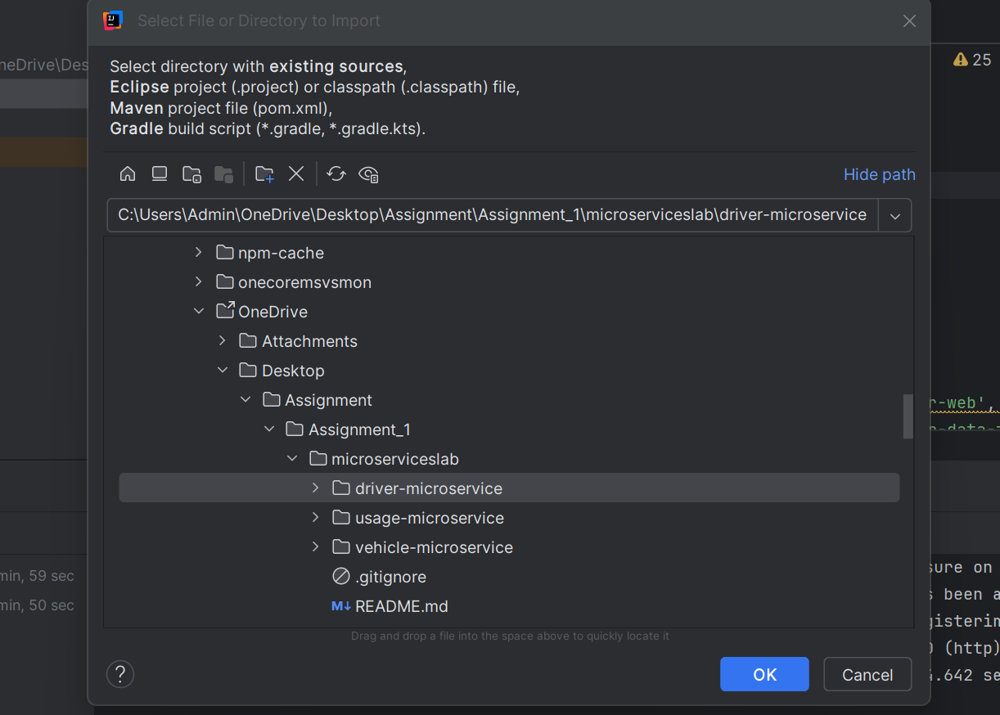 Select File or Directory to Import
Select directory with existing sources,
Eclipse project (.project) or classpath (.classpath) file,
Maven project file (pom.xml),
Gradle build script (*.gradle, *.gradle.kts).
Hide path
C:\Users\Admin\OneDrive\Desktop\Assignment\Assignment_1\microserviceslab\driver-microservice
npm-cache
onecoremsvsmon
OneDrive
Attachments
Desktop
Assignment
Assignment_1
microserviceslab
driver-microservice
usage-microservice
vehicle-microservice
.gitignore
M↓ README.md
Drag and drop a file into the space above to quickly locate it
? OK Cancel
neDrive\Des
min, 59 sec
min, 50 sec
25
r-web',
sure on
been a
gisterin
(http)
.642 se